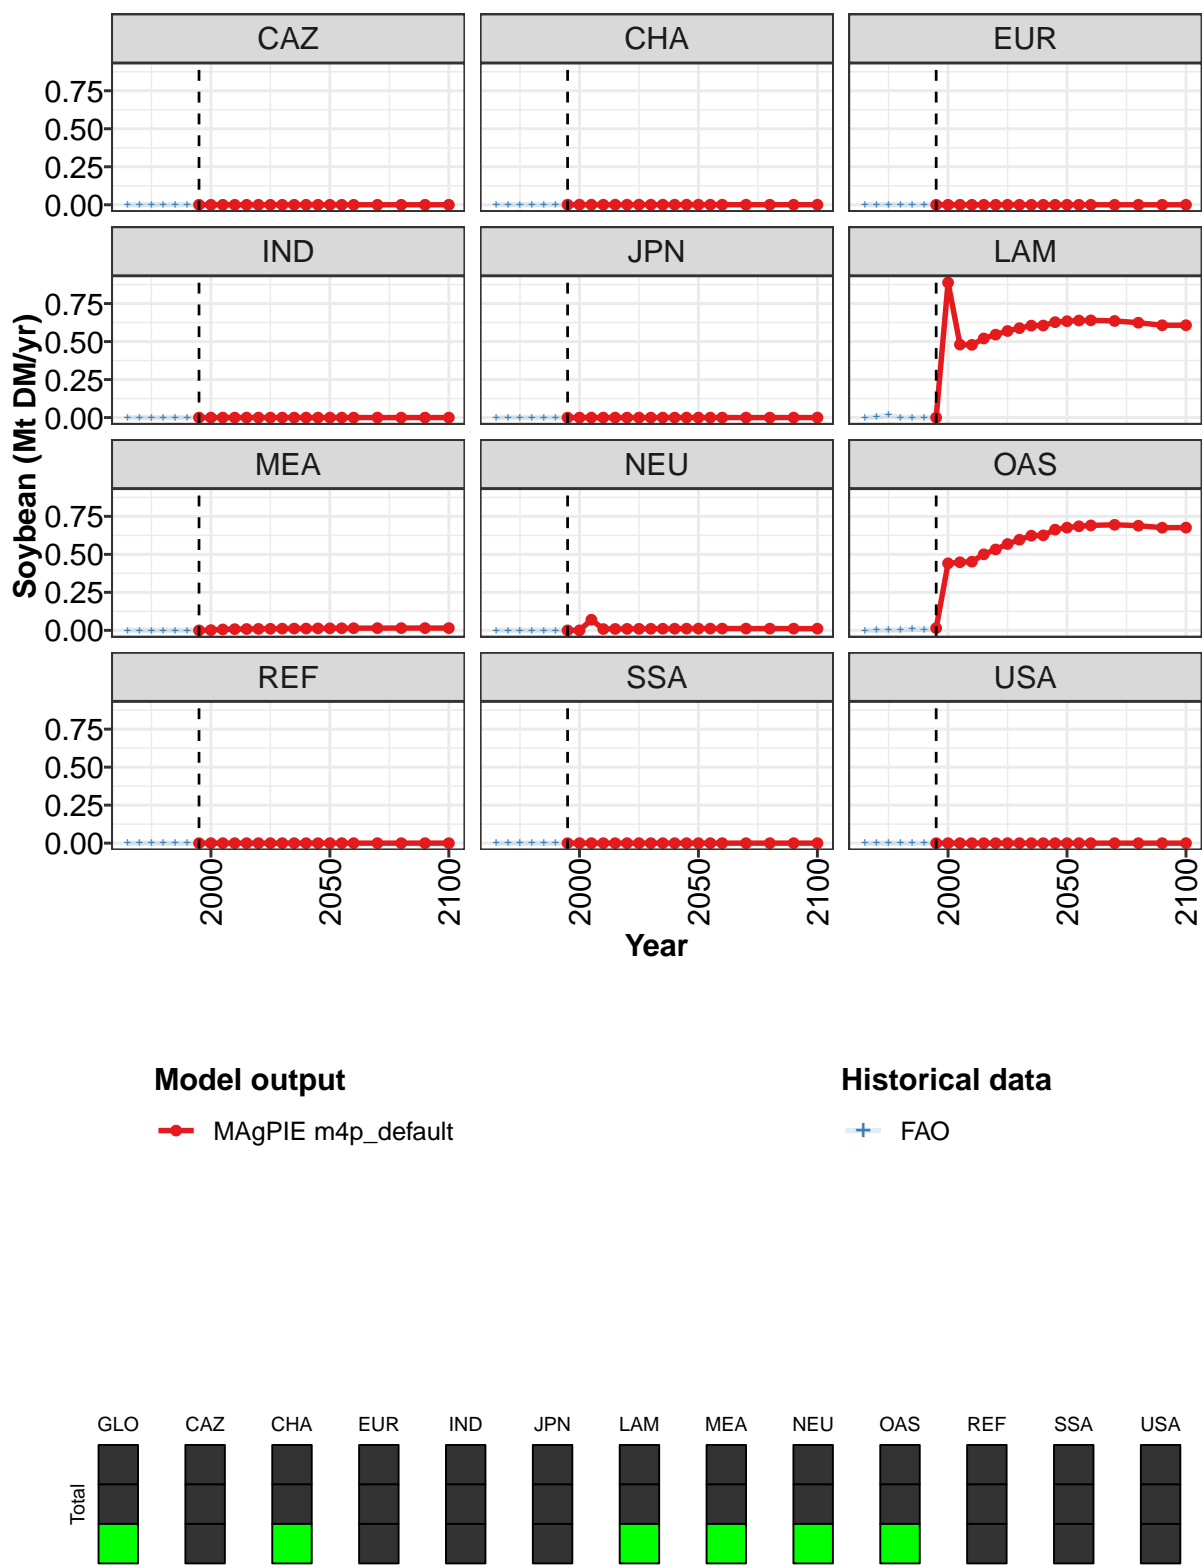 CAZ CHA EUR
0.75
0.50
0.25
0.00
IND JPN LAM
0.75
0.50
0.25
0.00
MEA NEU OAS
0.75
0.50
0.25
0.00
REF SSA USA
0.75
0.50
0.25
0.00
Soybean (Mt DM/yr)
2000 2050 2100 2000 2050 2100 2000 2050 2100
Year
Model output Historical data
MAgPIE m4p_default FAO
GLO CAZ CHA EUR IND JPN LAM MEA NEU OAS REF SSA USA
Total